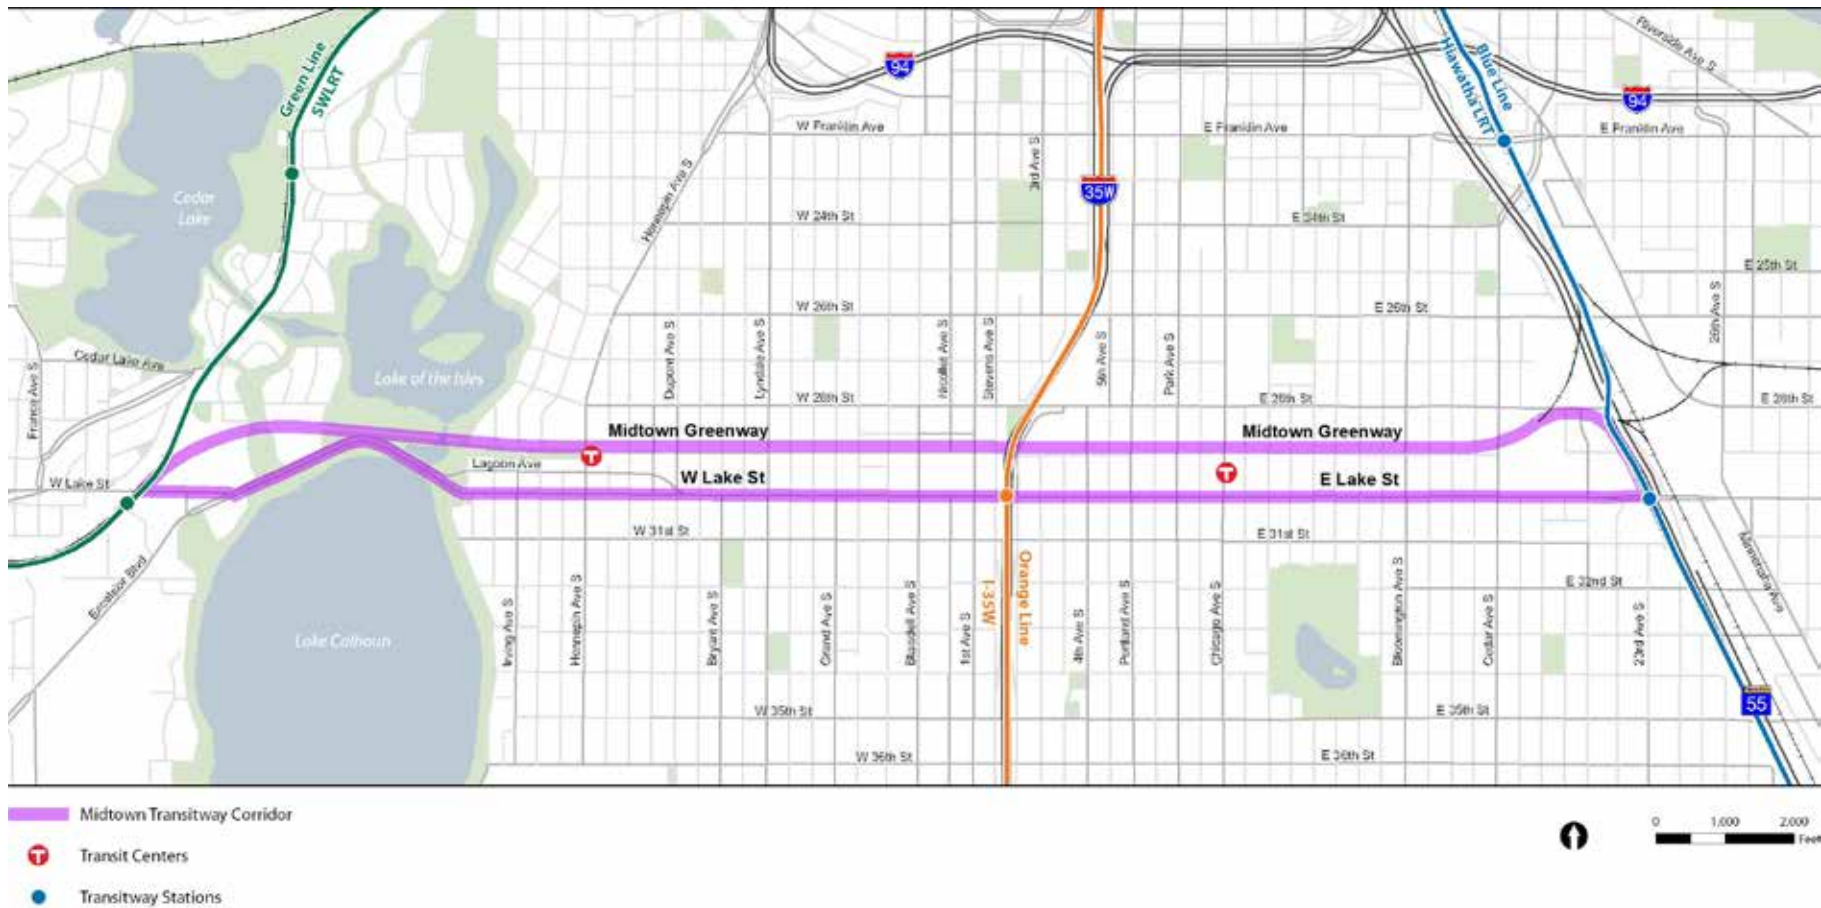 Green Line
SWLRT
94
Blue Line
Hiawatha LRT
Riverside Ave S
94
W Franklin Ave
E Franklin Ave
E Franklin Ave
Cedar
Lake
Hennepin Ave S
3rd Ave S
35W
W 24th St
E 24th St
E 25th St
W 26th St
E 26th St
26th Ave S
Dupont Ave S
Lyndale Ave S
Nicollet Ave S
Stevens Ave S
5th Ave S
Park Ave S
Cedar Lake Ave
France Ave S
Lake of the Isles
W 28th St
E 28th St
E 28th St
Midtown Greenway
Midtown Greenway
T
Lagoon Ave
T
W Lake St
W Lake St
E Lake St
W 31st St
E 31st St
Minnehaha Ave
Excelsior Blvd
Orange Line
I-35W
E 32nd St
Lake Calhoun
Irving Ave S
Hennepin Ave S
Bryant Ave S
Grand Ave S
Blaisdell Ave S
1st Ave S
4th Ave S
Portland Ave S
Chicago Ave S
Bloomington Ave S
Cedar Ave S
23rd Ave S
55
W 35th St
E 35th St
W 36th St
E 36th St
Midtown Transitway Corridor
T
Transit Centers
Transitway Stations
0 1,000 2,000
Feet